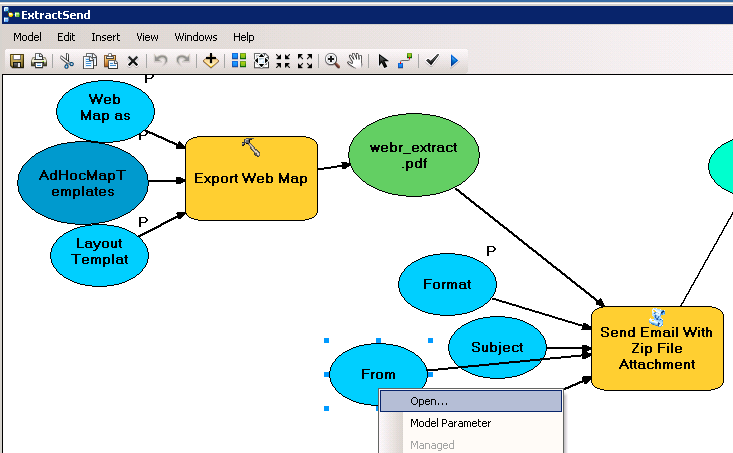 ExtractSend
Model Edit Insert View Windows Help
P
Web
Map as
P
AdHocMapT
emplates
P
Layout
Templat
Export Web Map
webr_extract
.pdf
P
Format
Subject
From
Send Email With
Zip File
Attachment
Open...
Model Parameter
Managed